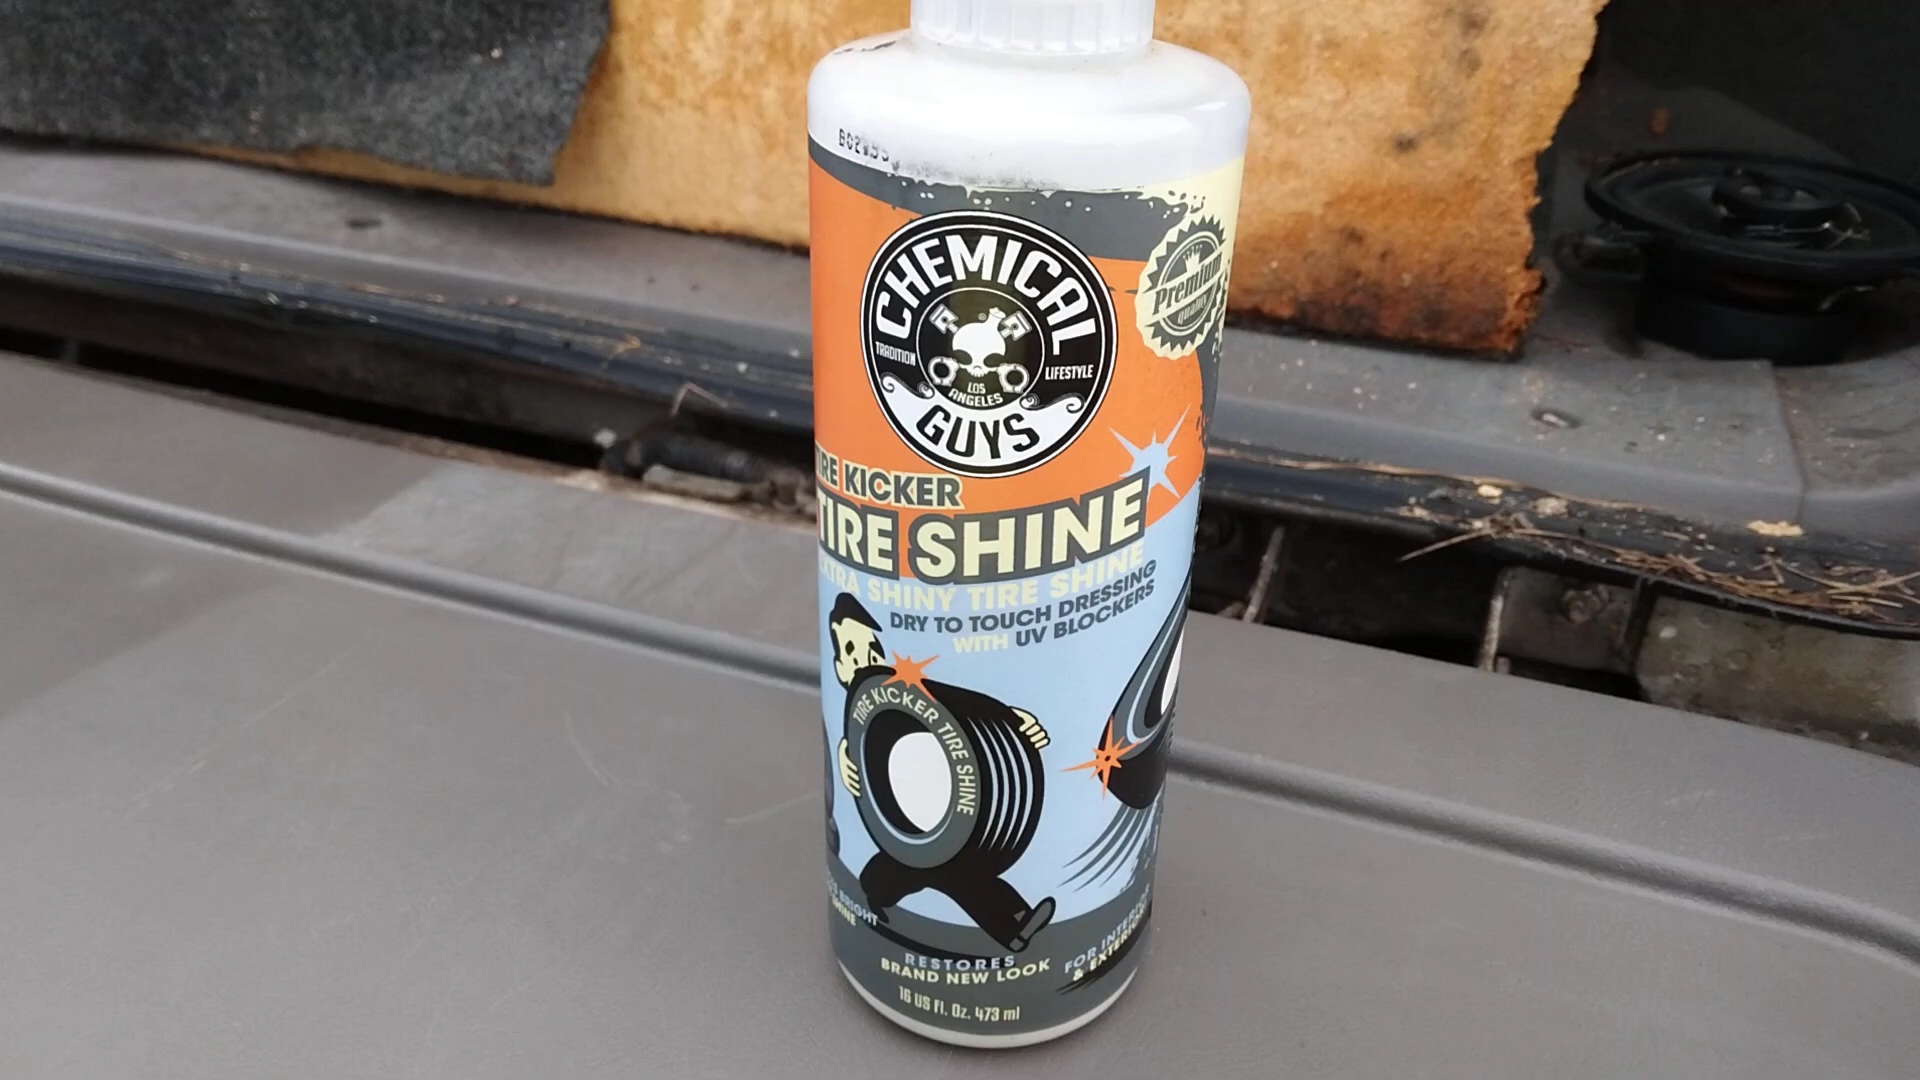 CHEMICAL
TRADITION
LIFESTYLE
LOS
ANGELES
GUYS
Premium
quality
KICKER
TIRE SHINE
EXTRA SHINY TIRE SHINE
DRY TO TOUCH DRESSING
WITH UV BLOCKERS
TIRE KICKER TIRE SHINE
BRIGHT
SHINE
RESTORES
BRAND NEW LOOK
FOR INTERIOR
& EXTERIOR
16 US Fl. Oz. 473 ml